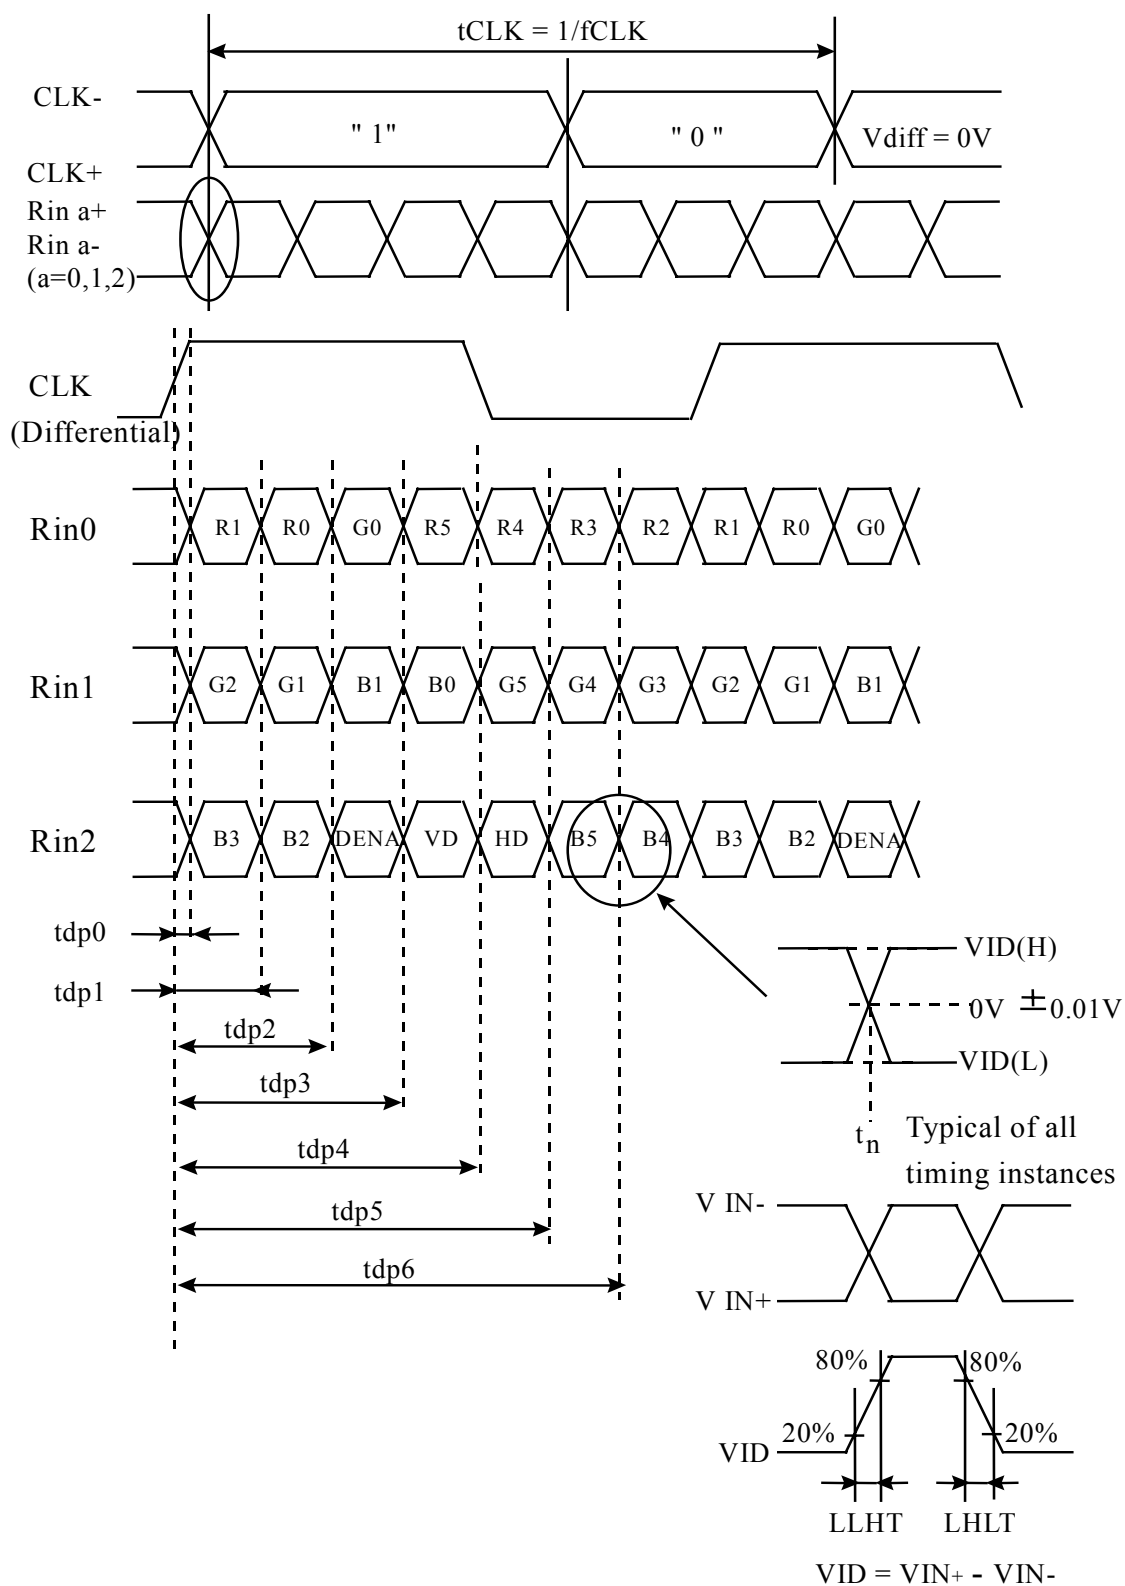 tCLK = 1/fCLK
CLK-
" 1"
" 0 "
Vdiff = 0V
CLK+
Rin a+
Rin a-
(a=0,1,2)
CLK
(Differential)
Rin0
R1 R0 G0 R5 R4 R3 R2 R1 R0 G0
Rin1
G2 G1 B1 B0 G5 G4 G3 G2 G1 B1
Rin2
B3 B2 DENA VD HD B5 B4 B3 B2 DENA
tdp0
tdp1
tdp2
tdp3
tdp4
tdp5
tdp6
VID(H)
0V ±0.01V
VID(L)
tn
Typical of all
timing instances
V IN-
V IN+
80% 80%
20% 20%
VID
LLHT LHLT
VID = VIN+ - VIN-